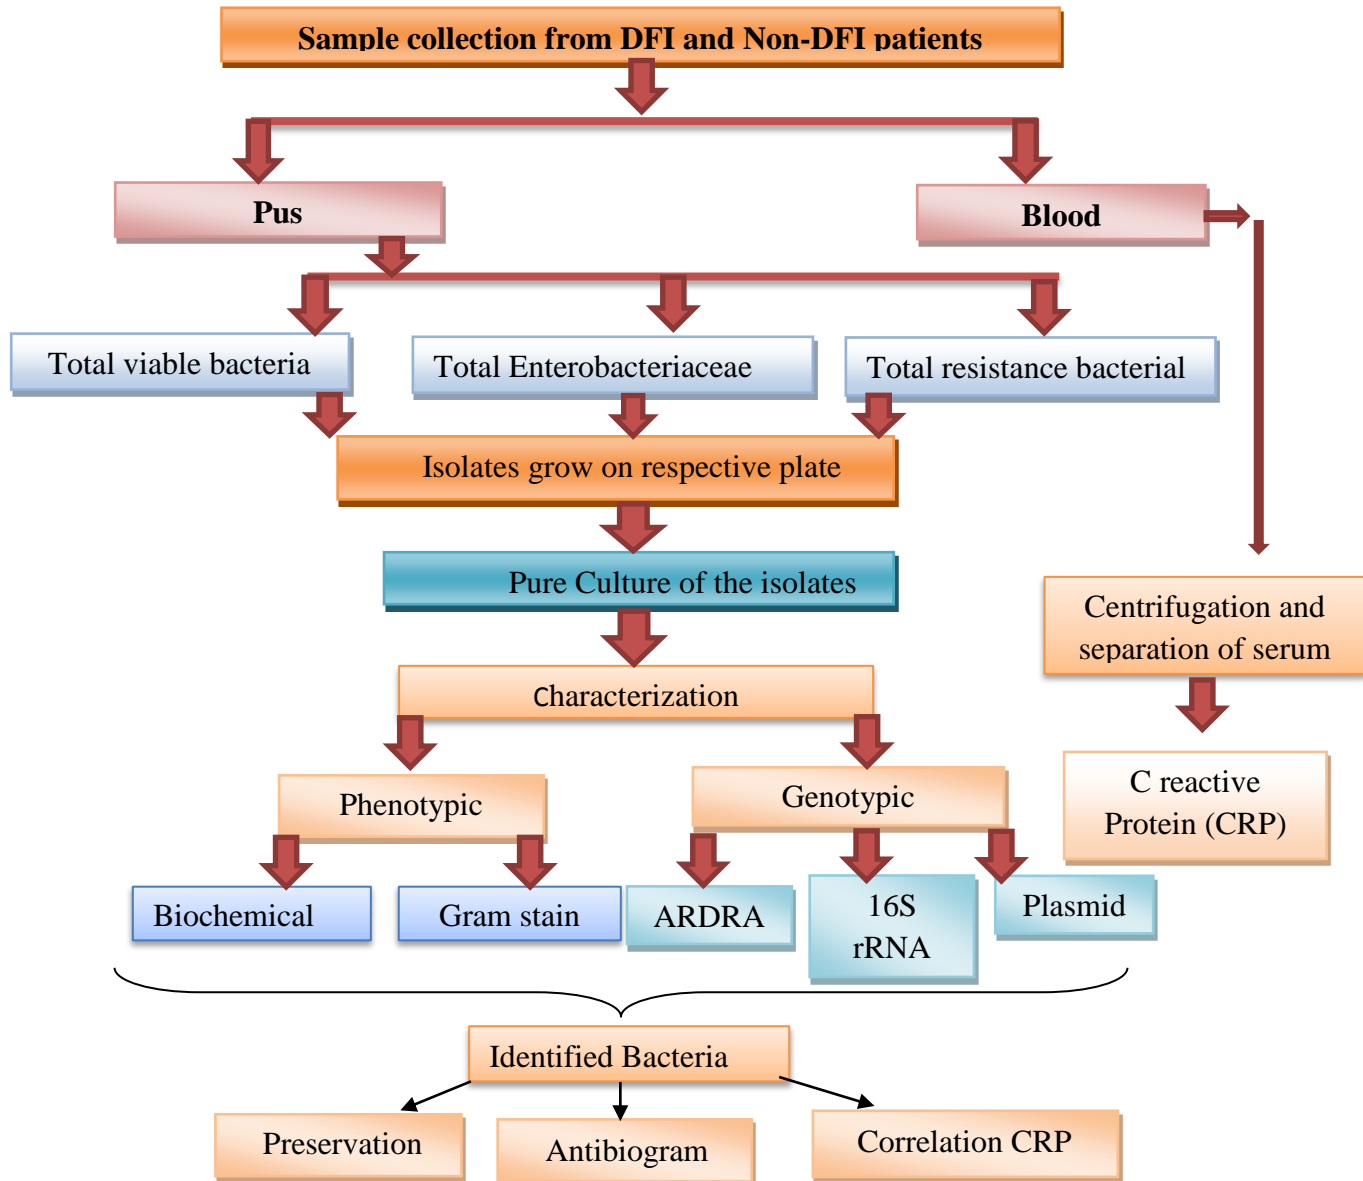 Sample collection from DFI and Non-DFI patients
Pus
Blood
Total viable bacteria
Total Enterobacteriaceae
Total resistance bacterial
Isolates grow on respective plate
Pure Culture of the isolates
Centrifugation and
separation of serum
Characterization
C reactive
Protein (CRP)
Phenotypic
Genotypic
Biochemical
Gram stain
ARDRA
16S
rRNA
Plasmid
Identified Bacteria
Preservation
Antibiogram
Correlation CRP